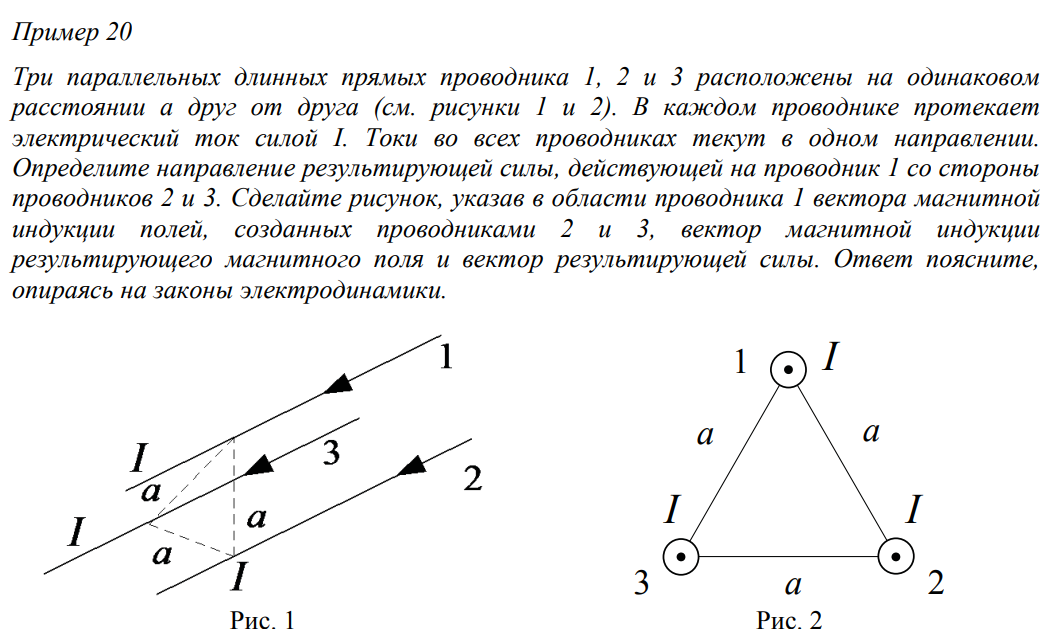 Пример 20
Три параллельных длинных прямых проводника 1, 2 и 3 расположены на одинаковом
расстоянии а друг от друга (см. рисунки 1 и 2). В каждом проводнике протекает
электрический ток силой I. Токи во всех проводниках текут в одном направлении.
Определите направление результирующей силы, действующей на проводник 1 со стороны
проводников 2 и 3. Сделайте рисунок, указав в области проводника 1 вектора магнитной
индукции полей, созданных проводниками 2 и 3, вектор магнитной индукции
результирующего магнитного поля и вектор результирующей силы. Ответ поясните,
опираясь на законы электродинамики.
1
3
2
I
a
I
a
a
I
Рис. 1
1
I
a
a
I
I
3
a
2
Рис. 2